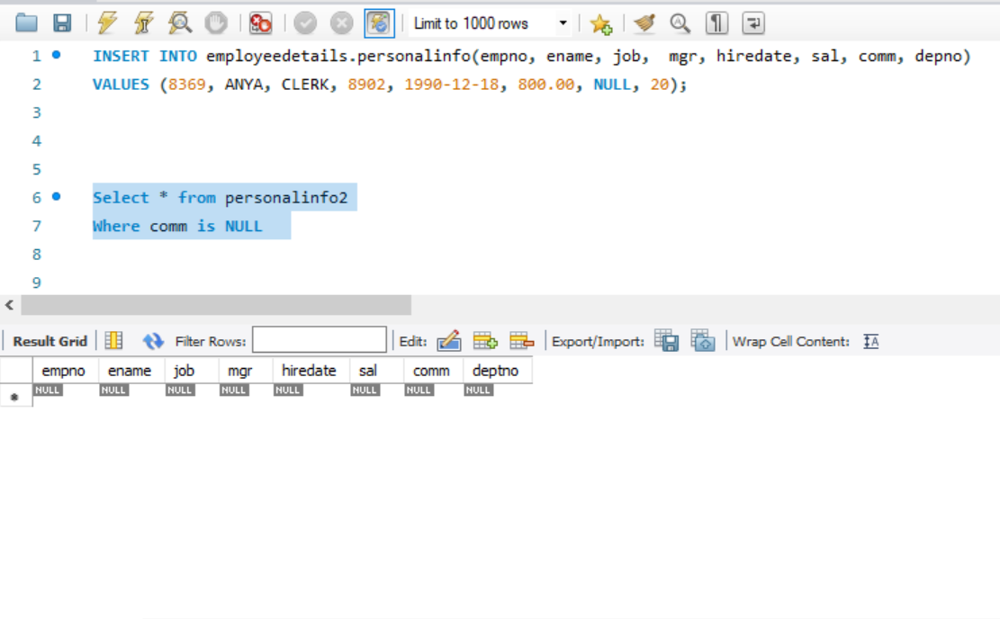 Limit to 1000 rows
1 INSERT INTO employeedetails.personalinfo(empno, ename, job,  mgr, hiredate, sal, comm, depno)
2 VALUES (8369, ANYA, CLERK, 8902, 1990-12-18, 800.00, NULL, 20);
3
4
5
6 Select * from personalinfo2
7 Where comm is NULL
8
9
Result Grid Filter Rows: Edit: Export/Import: Wrap Cell Content:
empno ename job mgr hiredate sal comm deptno
NULL NULL NULL NULL NULL NULL NULL NULL